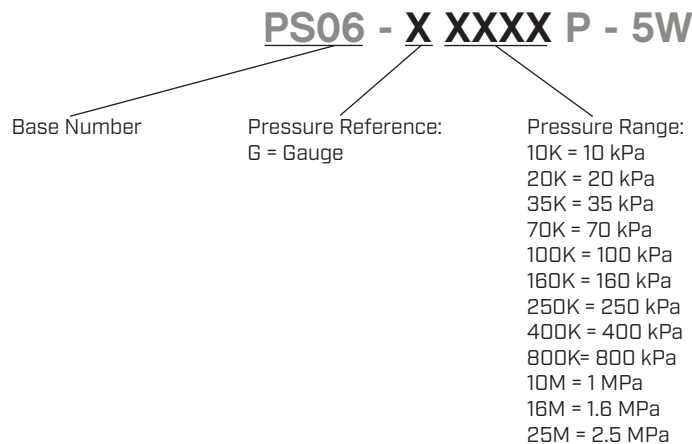 PS06 - X XXXX P - 5W
Base Number
Pressure Reference:
G = Gauge
Pressure Range:
10K = 10 kPa
20K = 20 kPa
35K = 35 kPa
70K = 70 kPa
100K = 100 kPa
160K = 160 kPa
250K = 250 kPa
400K = 400 kPa
800K= 800 kPa
10M = 1 MPa
16M = 1.6 MPa
25M = 2.5 MPa